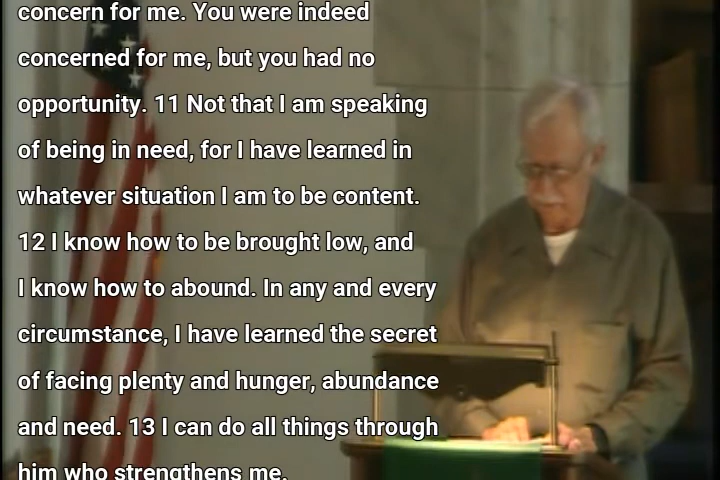 concern for me. You were indeed
concerned for me, but you had no
opportunity. 11 Not that I am speaking
of being in need, for I have learned in
whatever situation I am to be content.
12 I know how to be brought low, and
I know how to abound. In any and every
circumstance, I have learned the secret
of facing plenty and hunger, abundance
and need. 13 I can do all things through
him who strengthens me.